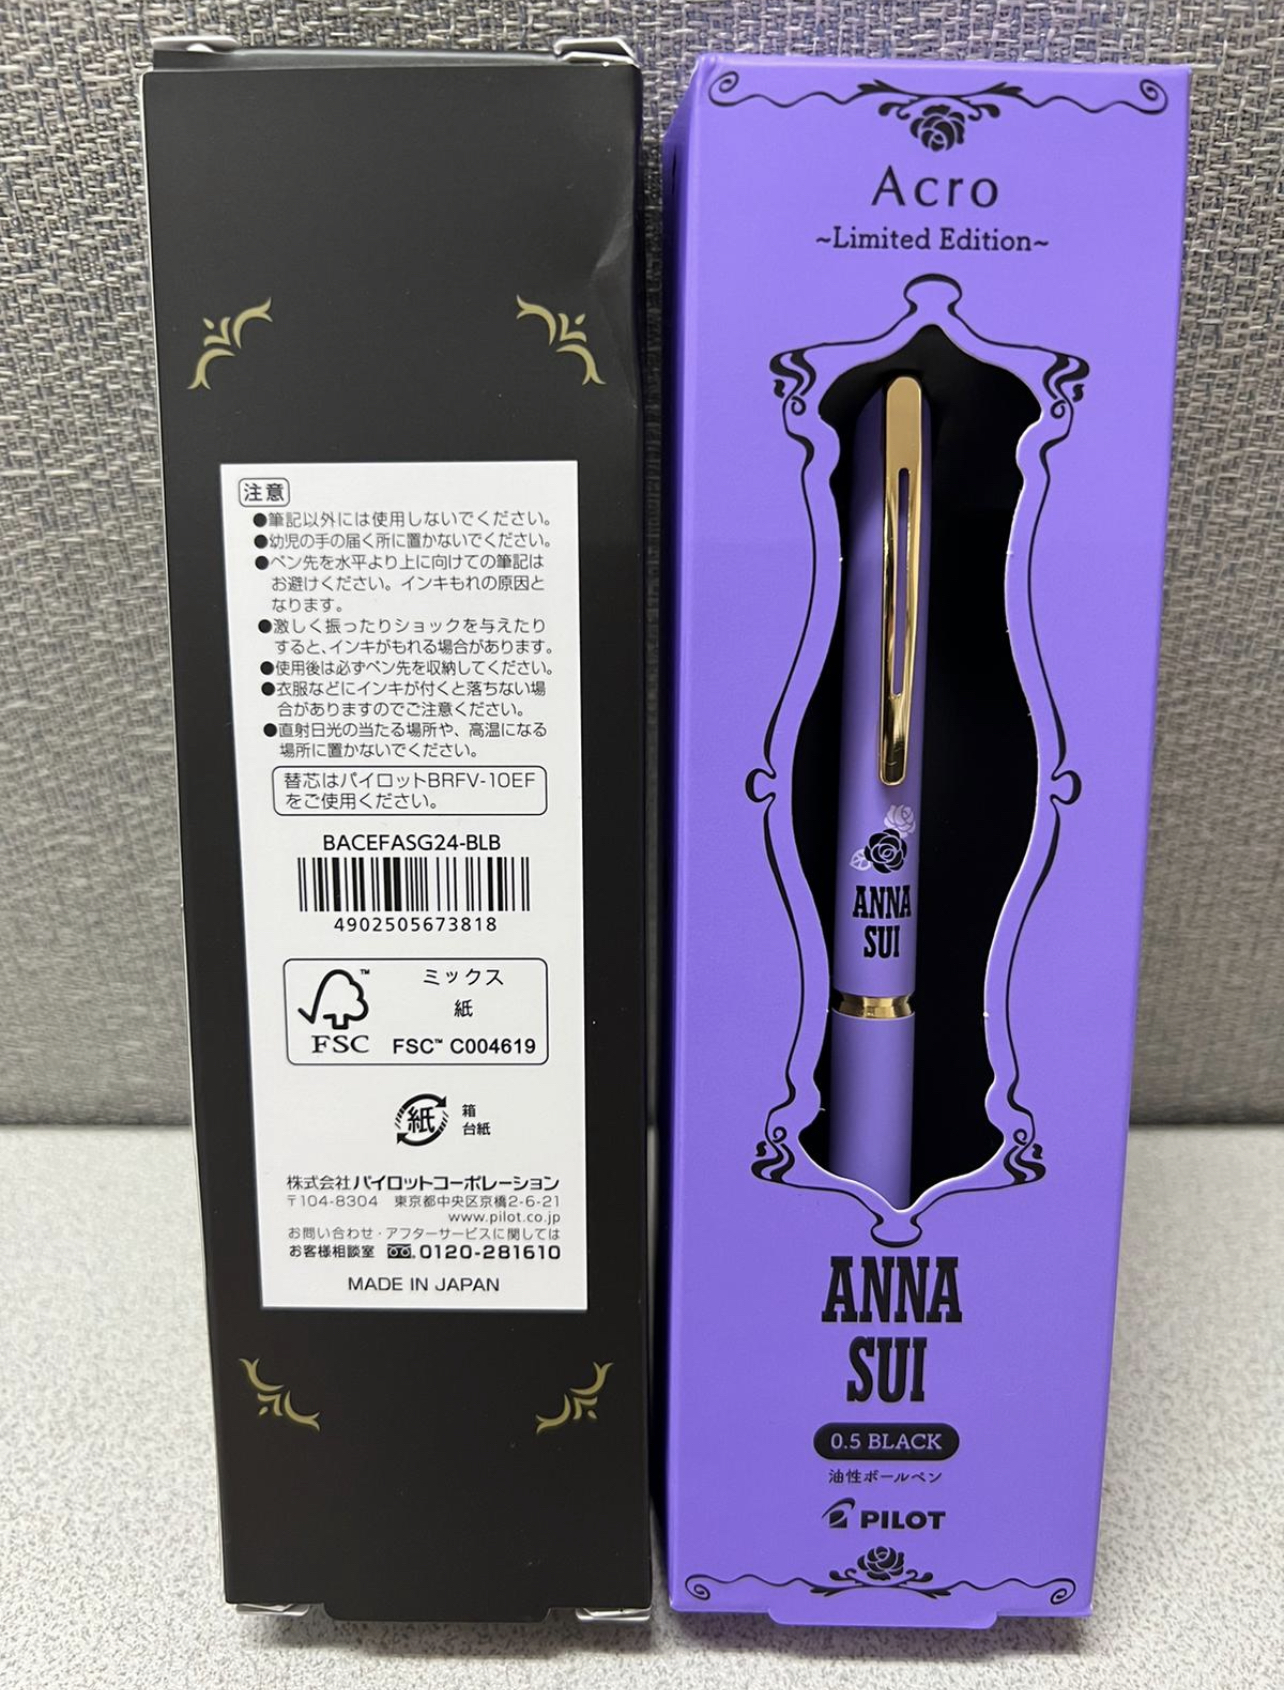 注意
●筆記以外には使用しないでください。
●幼児の手の届く所に置かないでください。
●ペン先を水平より上に向けての筆記は
お避けください。インキもれの原因と
なります。
●激しく振ったりショックを与えたり
すると、インキがもれる場合があります。
●使用後は必ずペン先を収納してください。
●衣服などにインキが付くと落ちない場
合がありますのでご注意ください。
●直射日光の当たる場所や、高温になる
場所に置かないでください。
替芯はパイロットBRFV-10EF
をご使用ください。
BACEFASG24-BLB
4902505673818
ミックス
紙
FSC™ C004619
FSC™
紙
箱
台紙
株式会社パイロットコーポレーション
〒104-8304 東京都中央区京橋2-6-21
www.pilot.co.jp
お問い合わせ・アフターサービスに関しては
お客様相談室 0120-281610
MADE IN JAPAN
Acro
~Limited Edition~
ANNA
SUI
ANNA
SUI
0.5 BLACK
油性ボールペン
PILOT